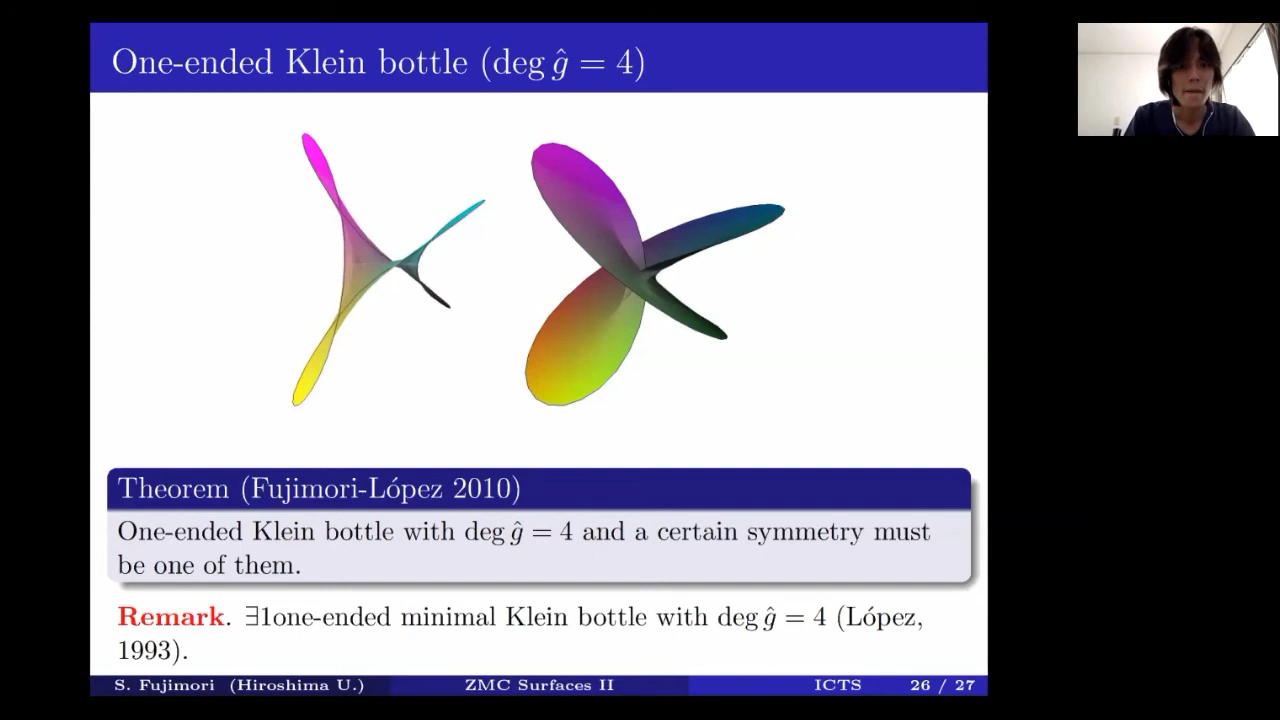 One-ended Klein bottle (deg ĝ = 4)
Theorem (Fujimori-López 2010)
One-ended Klein bottle with deg ĝ = 4 and a certain symmetry must
be one of them.
Remark. ∃1one-ended minimal Klein bottle with deg ĝ = 4 (López,
1993).
S. Fujimori (Hiroshima U.) ZMC Surfaces II ICTS 26 / 27